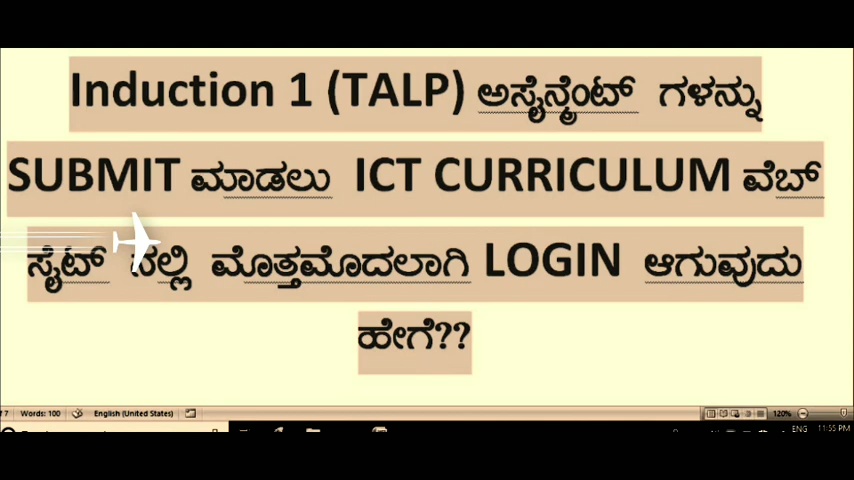 Induction 1 (TALP) ಅಸೈನ್ಮೆಂಟ್ ಗಳನ್ನು
SUBMIT ಮಾಡಲು ICT CURRICULUM ವೆಬ್
ಸೈಟ್ ನಲ್ಲಿ ಮೊತ್ತಮೊದಲಾಗಿ LOGIN ಆಗುವುದು
ಹೇಗೆ??
Words: 100 English (United States) 120%
ENG 11:55 PM